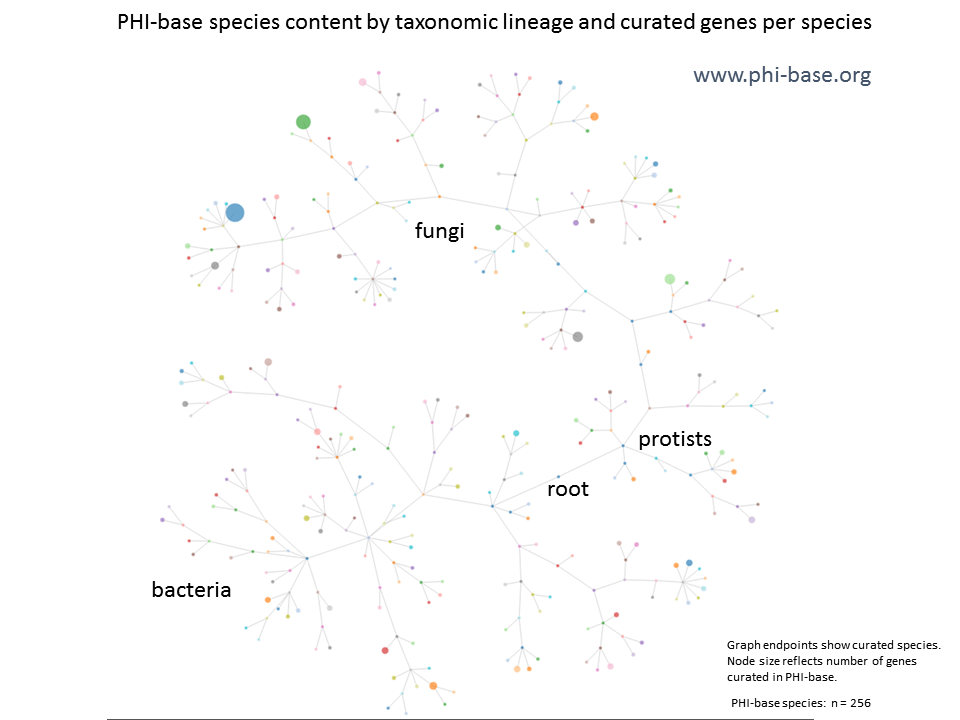 PHI-base species content by taxonomic lineage and curated genes per species
www.phi-base.org
fungi
protists
root
bacteria
Graph endpoints show curated species.
Node size reflects number of genes
curated in PHI-base.
PHI-base species: n = 256